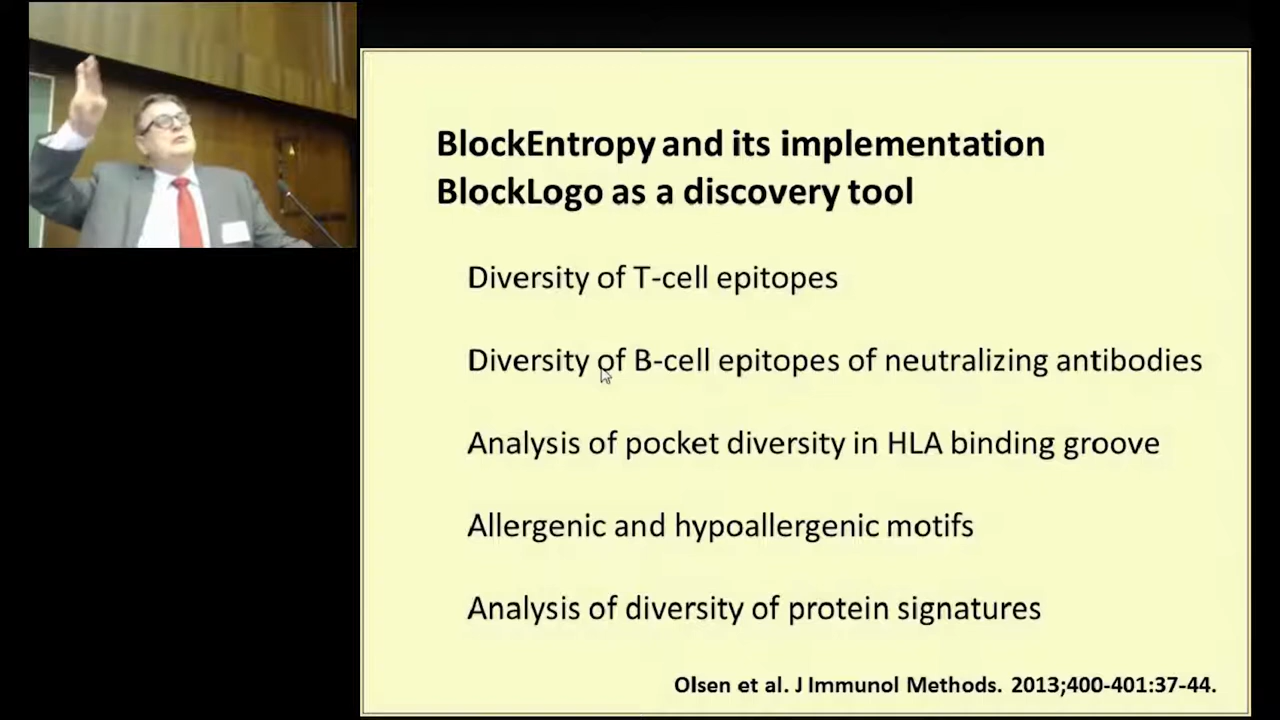 BlockEntropy and its implementation
BlockLogo as a discovery tool
Diversity of T-cell epitopes
Diversity of B-cell epitopes of neutralizing antibodies
Analysis of pocket diversity in HLA binding groove
Allergenic and hypoallergenic motifs
Analysis of diversity of protein signatures
Olsen et al. J Immunol Methods. 2013;400-401:37-44.